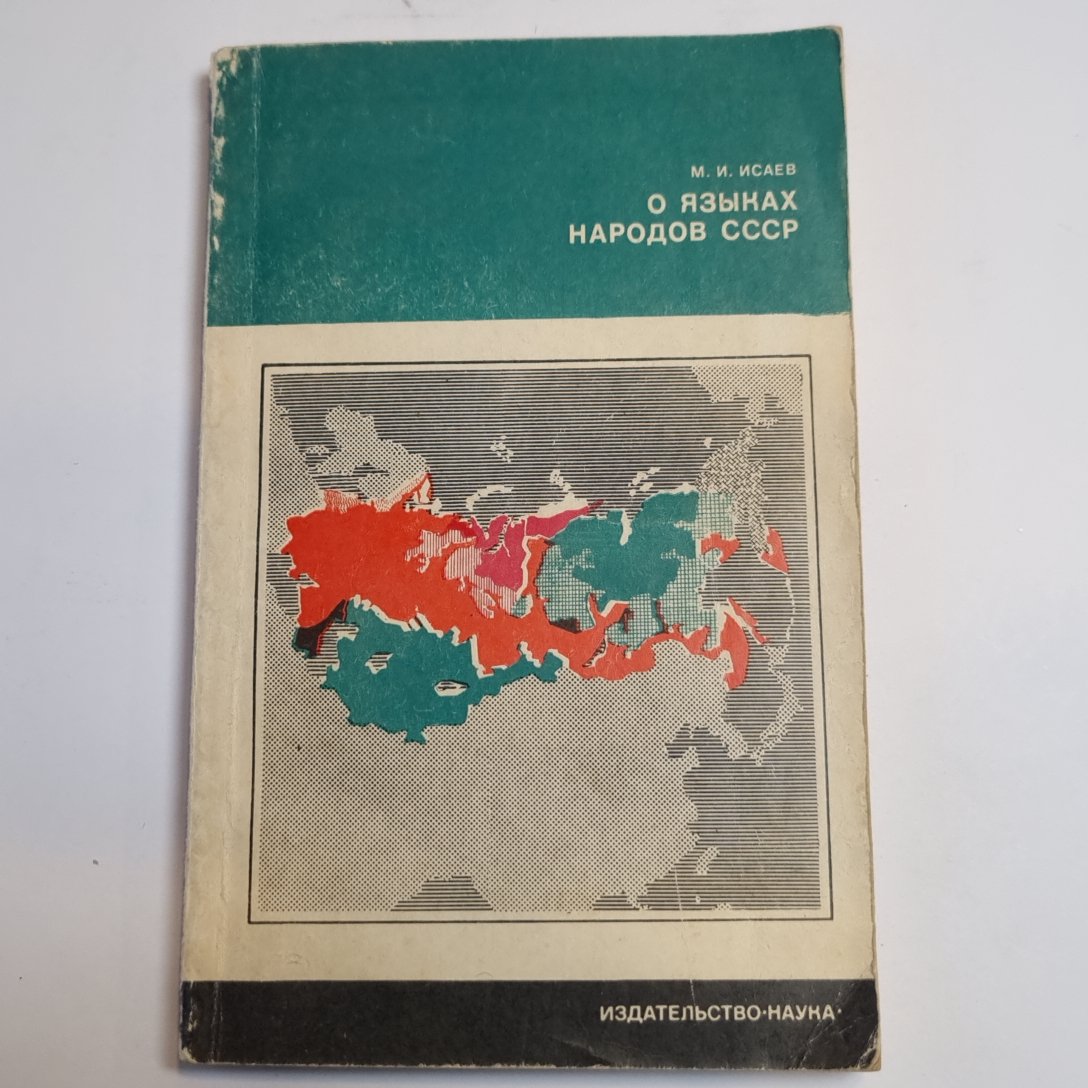 М. И. ИСАЕВ
О ЯЗЫКАХ
НАРОДОВ СССР
ИЗДАТЕЛЬСТВО·НАУКА·